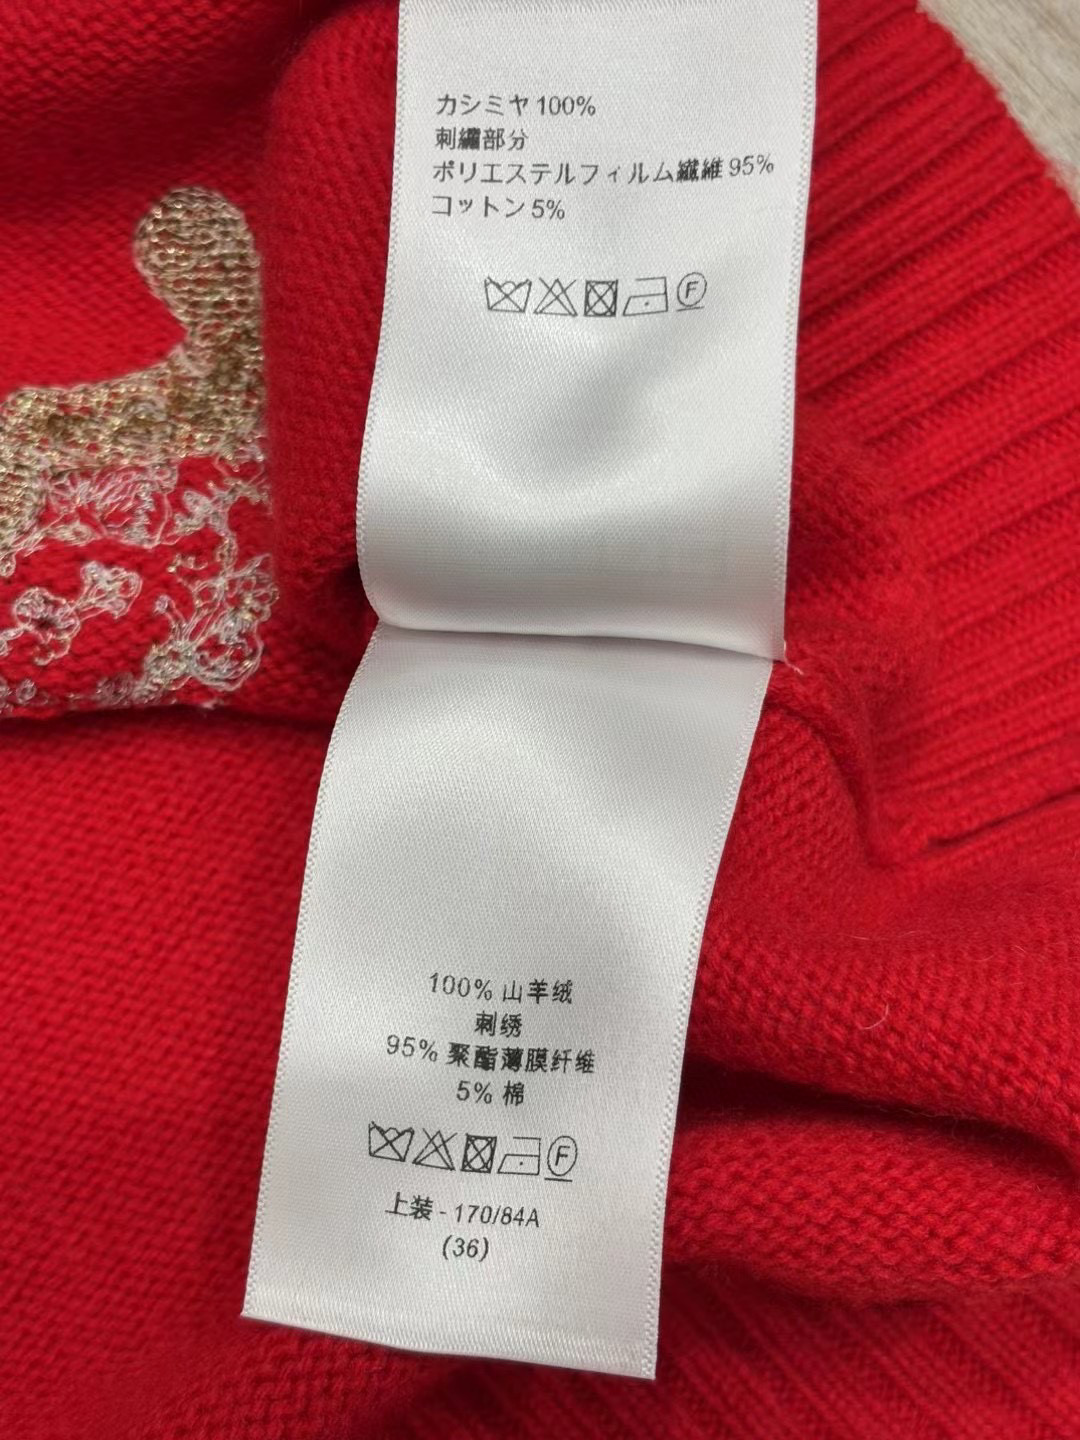 カシミヤ 100%
刺繍部分
ポリエステルフィルム繊維 95%
コットン 5%
F
100% 山羊绒
刺绣
95% 聚酯薄膜纤维
5% 棉
F
上装 - 170/84A
(36)